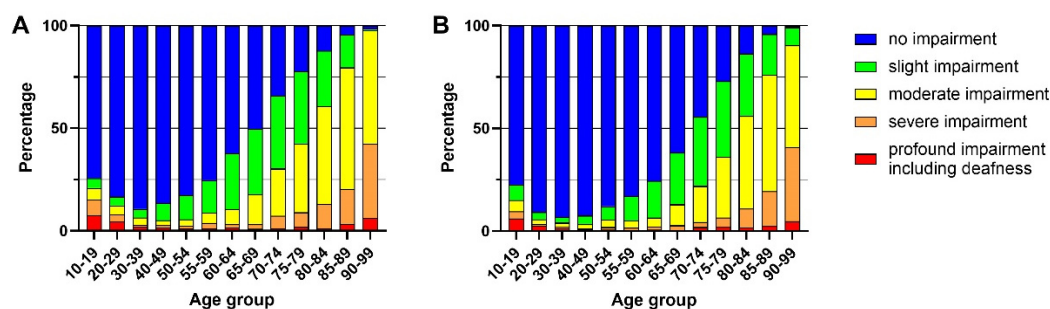 A
Percentage
100
50
0
10-19
20-29
30-39
40-49
50-54
55-59
60-64
65-69
70-74
75-79
80-84
85-89
90-99
Age group
B
Percentage
100
50
0
10-19
20-29
30-39
40-49
50-54
55-59
60-64
65-69
70-74
75-79
80-84
85-89
90-99
Age group
no impairment
slight impairment
moderate impairment
severe impairment
profound impairment
including deafness